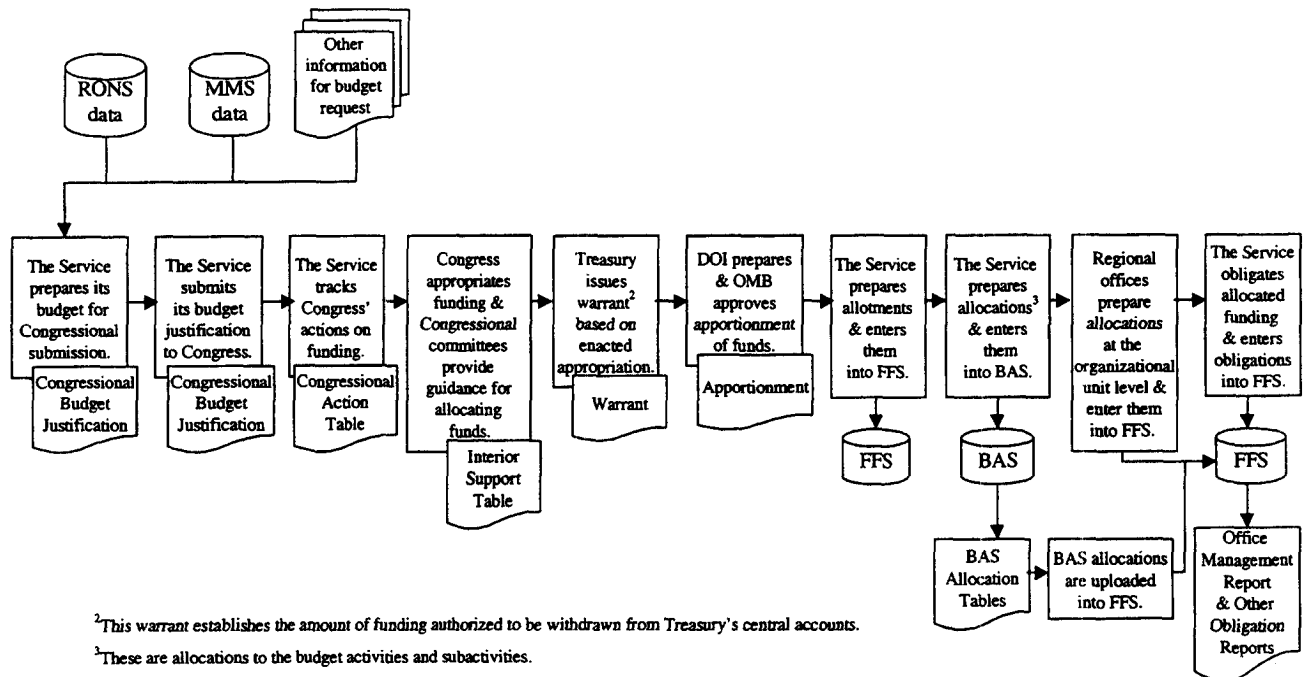 RONS
data
MMS
data
Other
information
for budget
request
The Service
prepares its
budget for
Congressional
submission.
Congressional
Budget
Justification
The Service
submits
its budget
justification
to Congress.
Congressional
Budget
Justification
The Service
tracks
Congress'
actions on
funding.
Congressional
Action
Table
Congress
appropriates
funding &
Congressional
committees
provide
guidance for
allocating
funds.
Interior
Support
Table
Treasury
issues
warrant2
based on
enacted
appropriation.
Warrant
DOI prepares
& OMB
approves
apportionment
of funds.
Apportionment
The Service
prepares
allotments
& enters
them
into FFS.
FFS
The Service
prepares
allocations3
& enters
them
into BAS.
BAS
BAS
Allocation
Tables
BAS allocations
are uploaded
into FFS.
Regional
offices
prepare
allocations
at the
organizational
unit level &
enter them
into FFS.
The Service
obligates
allocated
funding
& enters
obligations
into FFS.
FFS
Office
Management
Report
& Other
Obligation
Reports
2This warrant establishes the amount of funding authorized to be withdrawn from Treasury's central accounts.
3These are allocations to the budget activities and subactivities.